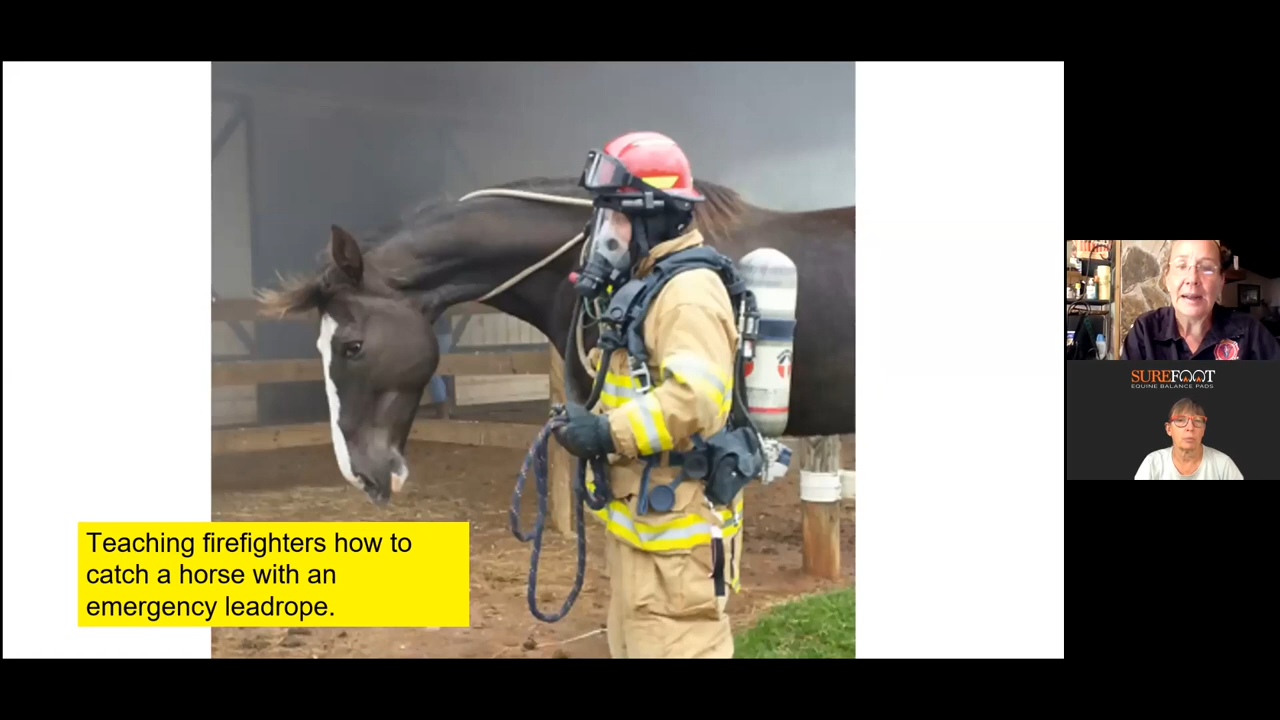 Teaching firefighters how to
catch a horse with an
emergency leadrope.
SUREFOOT
EQUINE BALANCE PADS